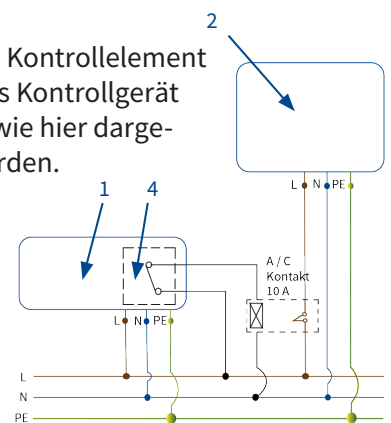 2
Kontrollelement
s Kontrollgerät
wie hier darge-
rden.
1 4
L N PE
A / C
Kontakt
10 A
L N PE
L
N
PE